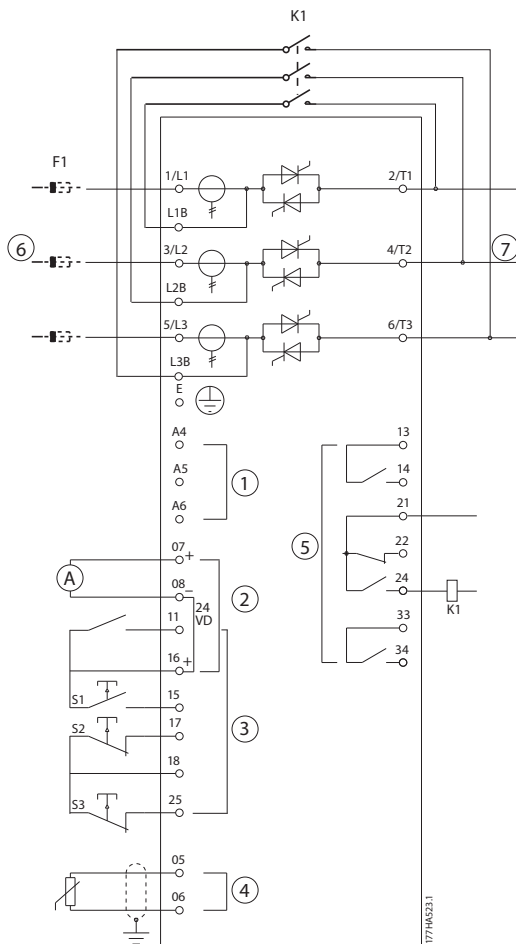 K1
F1
1/L1
2/T1
L1B
6
3/L2
4/T2
7
L2B
5/L3
6/T3
L3B
E
A4
13
A5
1
14
A6
21
5
22
07 +
A
08 −
2
24
24
VD
K1
11
33
16 +
34
S1
15
S2
17
3
18
S3
25
05
4
06
177HA523.1